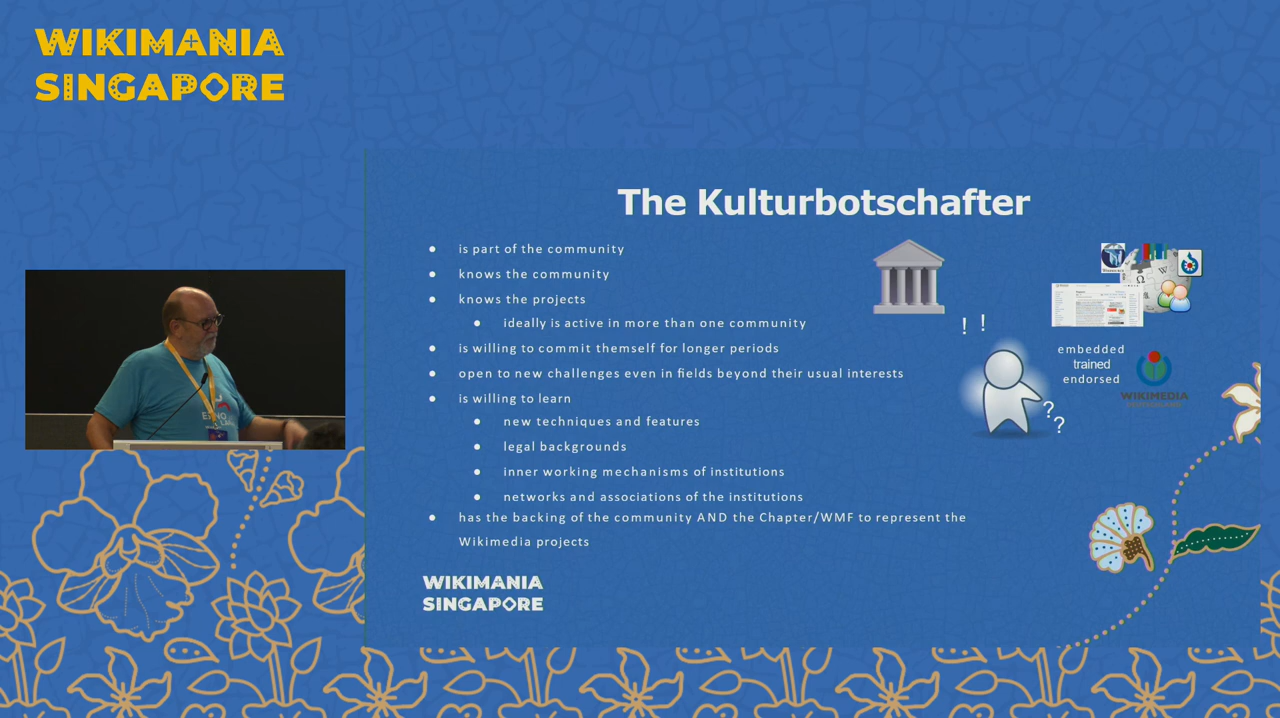 WIKIMANIA
SINGAPORE
The Kulturbotschafter
● is part of the community
● knows the community
● knows the projects
● ideally is active in more than one community
● is willing to commit themself for longer periods
● open to new challenges even in fields beyond their usual interests
● is willing to learn
● new techniques and features
● legal backgrounds
● inner working mechanisms of institutions
● networks and associations of the institutions
● has the backing of the community AND the Chapter/WMF to represent the
Wikimedia projects
! !
embedded
trained
endorsed
WIKIMEDIA
?
?
WIKIMANIA
SINGAPORE